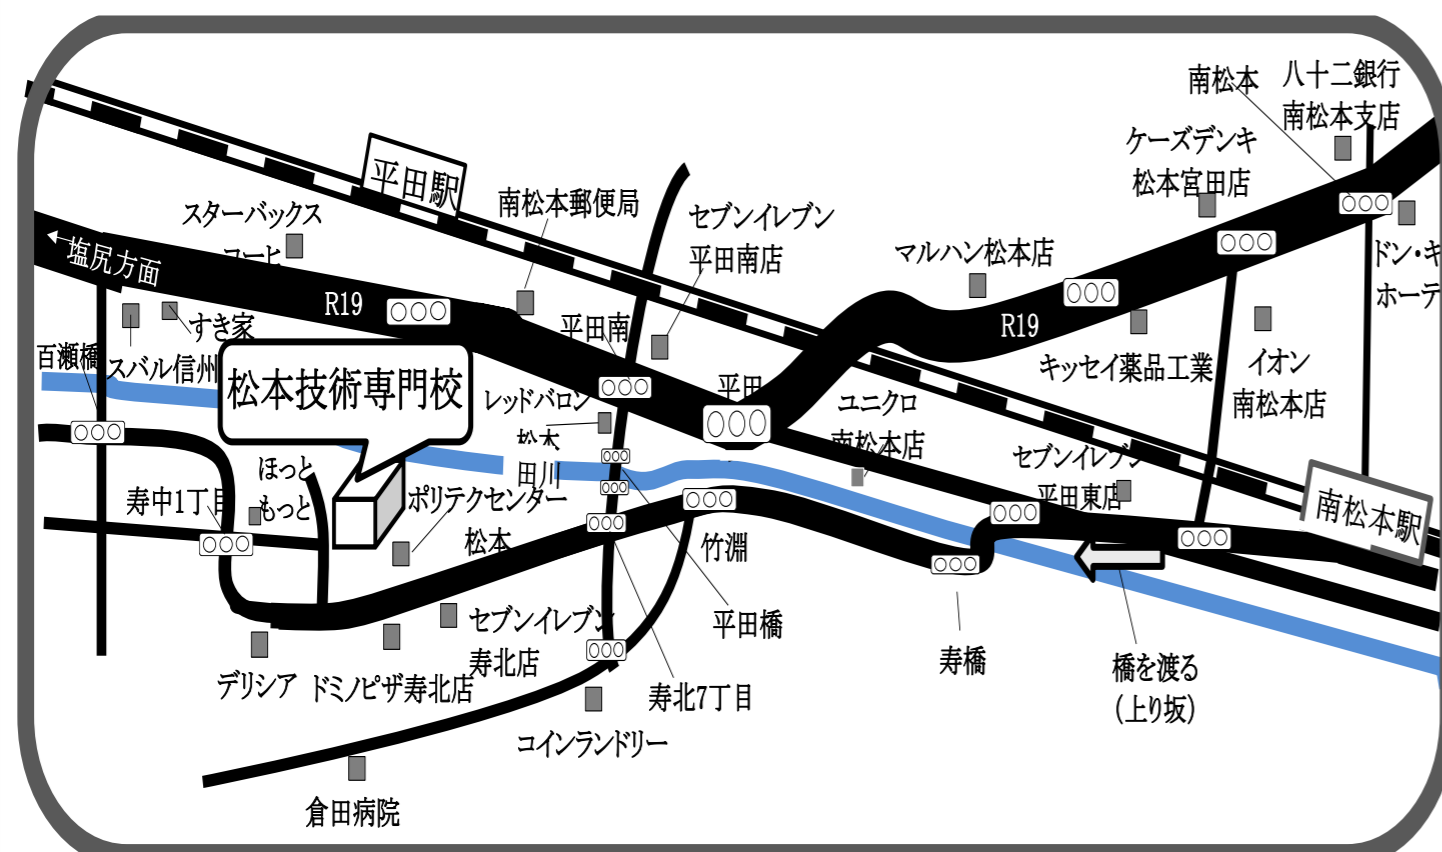 南松本
八十二銀行
南松本支店
ケーズデンキ
松本宮田店
平田駅
スターバックス
コーヒ
南松本郵便局
セブンイレブン
平田南店
マルハン松本店
ドン・キ
ホーテ
塩尻方面
R19
R19
すき家
平田南
百瀬橋
スバル信州
松本技術専門校
キッセイ薬品工業
イオン
南松本店
平田
レッドバロン
松本
ユニクロ
南松本店
田川
セブンイレブン
平田東店
ほっと
もっと
寿中1丁目
ポリテクセンター
松本
南松本駅
竹淵
平田橋
セブンイレブン
寿北店
寿橋
橋を渡る
(上り坂)
デリシア
ドミノピザ寿北店
寿北7丁目
コインランドリー
倉田病院